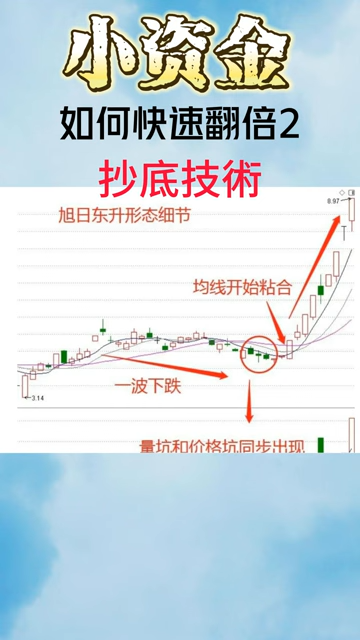 小资金
如何快速翻倍2
抄底技術
旭日东升形态细节
8.97
均线开始粘合
一波下跌
3.14
量坑和价格坑同步出现